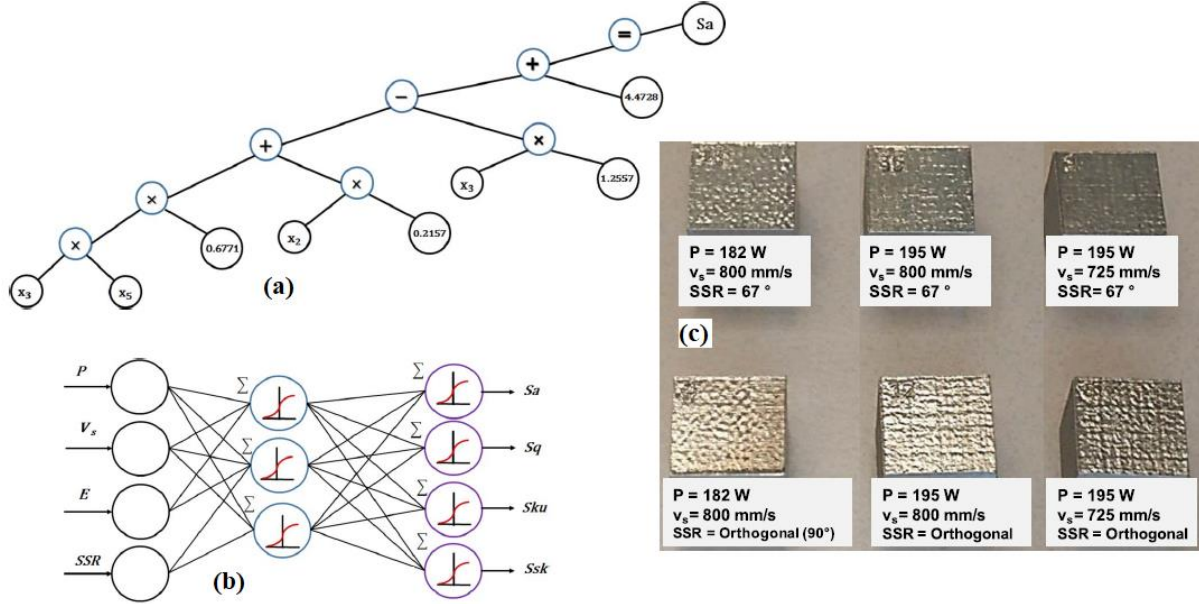 =
Sa
+
4.4728
−
+
×
1.2557
x₃
×
×
0.6771
x₂
0.2157
×
x₃
x₅
(a)
P
Vₛ
E
SSR
∑
∑
∑
∑
∑
∑
∑
Sa
Sq
Sku
Ssk
(b)
P = 182 W
vₛ = 800 mm/s
SSR = 67 °
P = 195 W
vₛ = 800 mm/s
SSR = 67 °
P = 195 W
vₛ = 725 mm/s
SSR= 67 °
(c)
P = 182 W
vₛ = 800 mm/s
SSR = Orthogonal (90°)
P = 195 W
vₛ = 800 mm/s
SSR = Orthogonal
P = 195 W
vₛ = 725 mm/s
SSR = Orthogonal